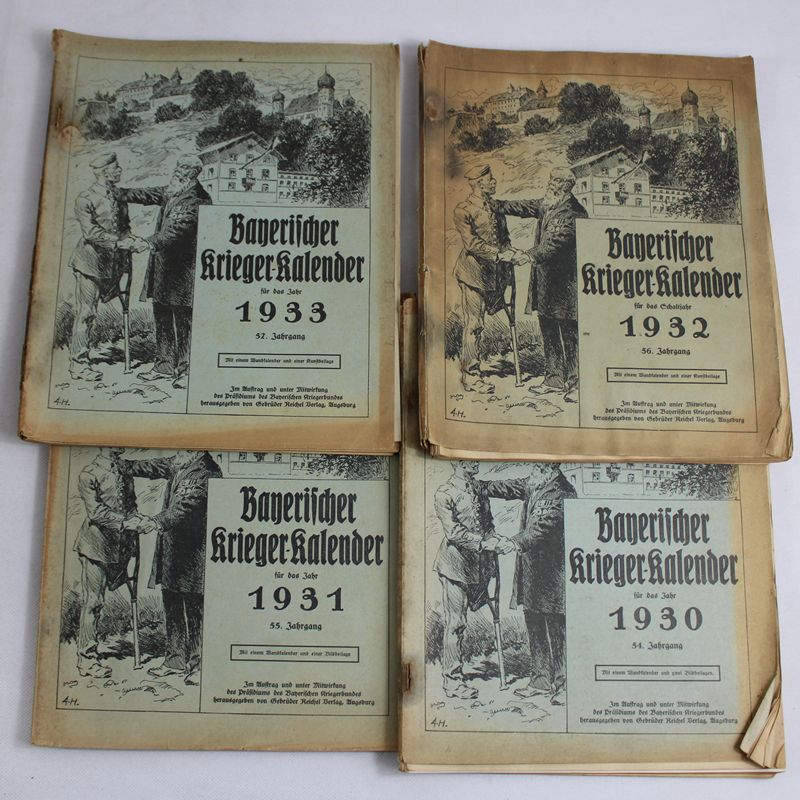 Bayerischer
Krieger-Kalender
für das Jahr
1933
57. Jahrgang
Mit einem Wandkalender und einer Kunstbeilage
Im Auftrag und unter Mitwirkung
des Präsidiums des Bayerischen Kriegerbundes
herausgegeben von Gebrüder Reichel Verlag, Augsburg
A.H.
Bayerischer
Krieger-Kalender
für das Schaltjahr
1932
56. Jahrgang
Mit einem Wandkalender und einer Kunstbeilage
Im Auftrag und unter Mitwirkung
des Präsidiums des Bayerischen Kriegerbundes
herausgegeben von Gebrüder Reichel Verlag, Augsburg
A.H.
Bayerischer
Krieger-Kalender
für das Jahr
1931
55. Jahrgang
Mit einem Wandkalender und einer Bildbeilage
Im Auftrag und unter Mitwirkung
des Präsidiums des Bayerischen Kriegerbundes
herausgegeben von Gebrüder Reichel Verlag, Augsburg
A.H.
Bayerischer
Krieger-Kalender
für das Jahr
1930
54. Jahrgang
Mit einem Wandkalender und zwei Bildbeilagen.
Im Auftrag und unter Mitwirkung
des Präsidiums des Bayerischen Kriegerbundes
herausgegeben von Gebrüder Reichel Verlag, Augsburg
A.H.